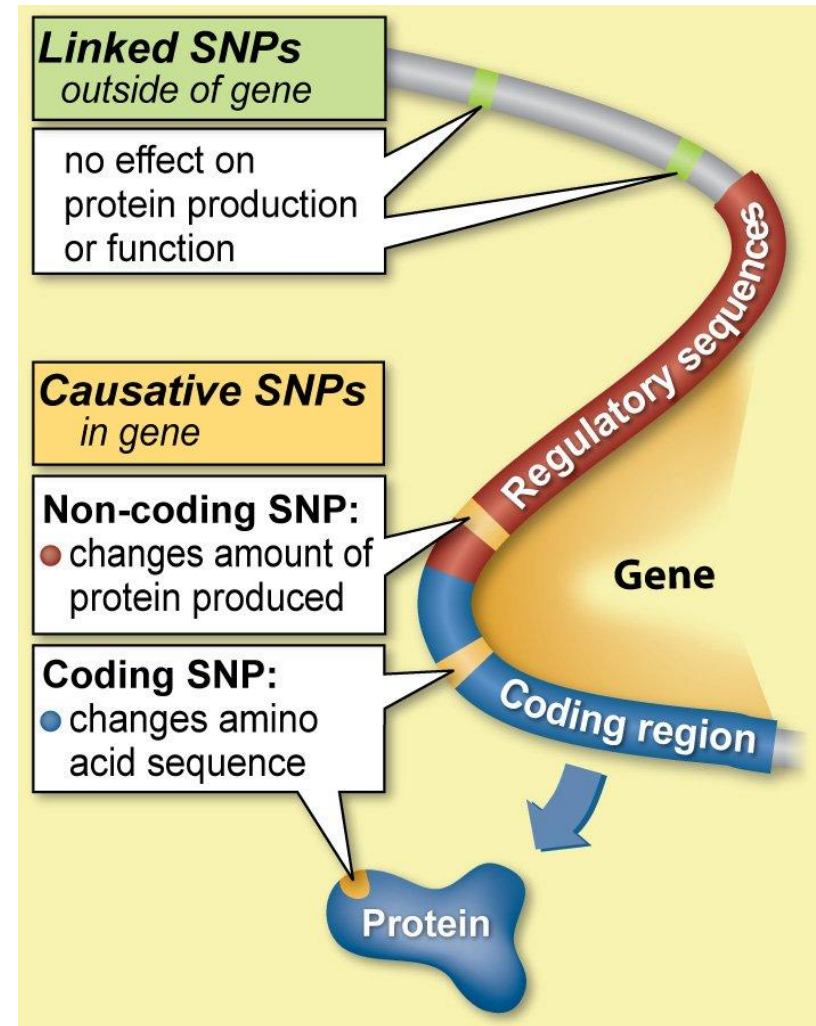 Linked SNPs
outside of gene
no effect on
protein production
or function
Regulatory sequences
Causative SNPs
in gene
Non-coding SNP:
● changes amount of
protein produced
Gene
Coding SNP:
● changes amino
acid sequence
Coding region
Protein